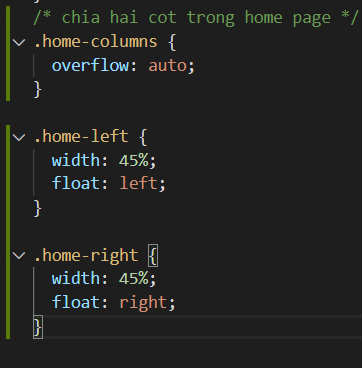 /* chia hai cot trong home page */
.home-columns {
overflow: auto;
}
.home-left {
width: 45%;
float: left;
}
.home-right {
width: 45%;
float: right;
}